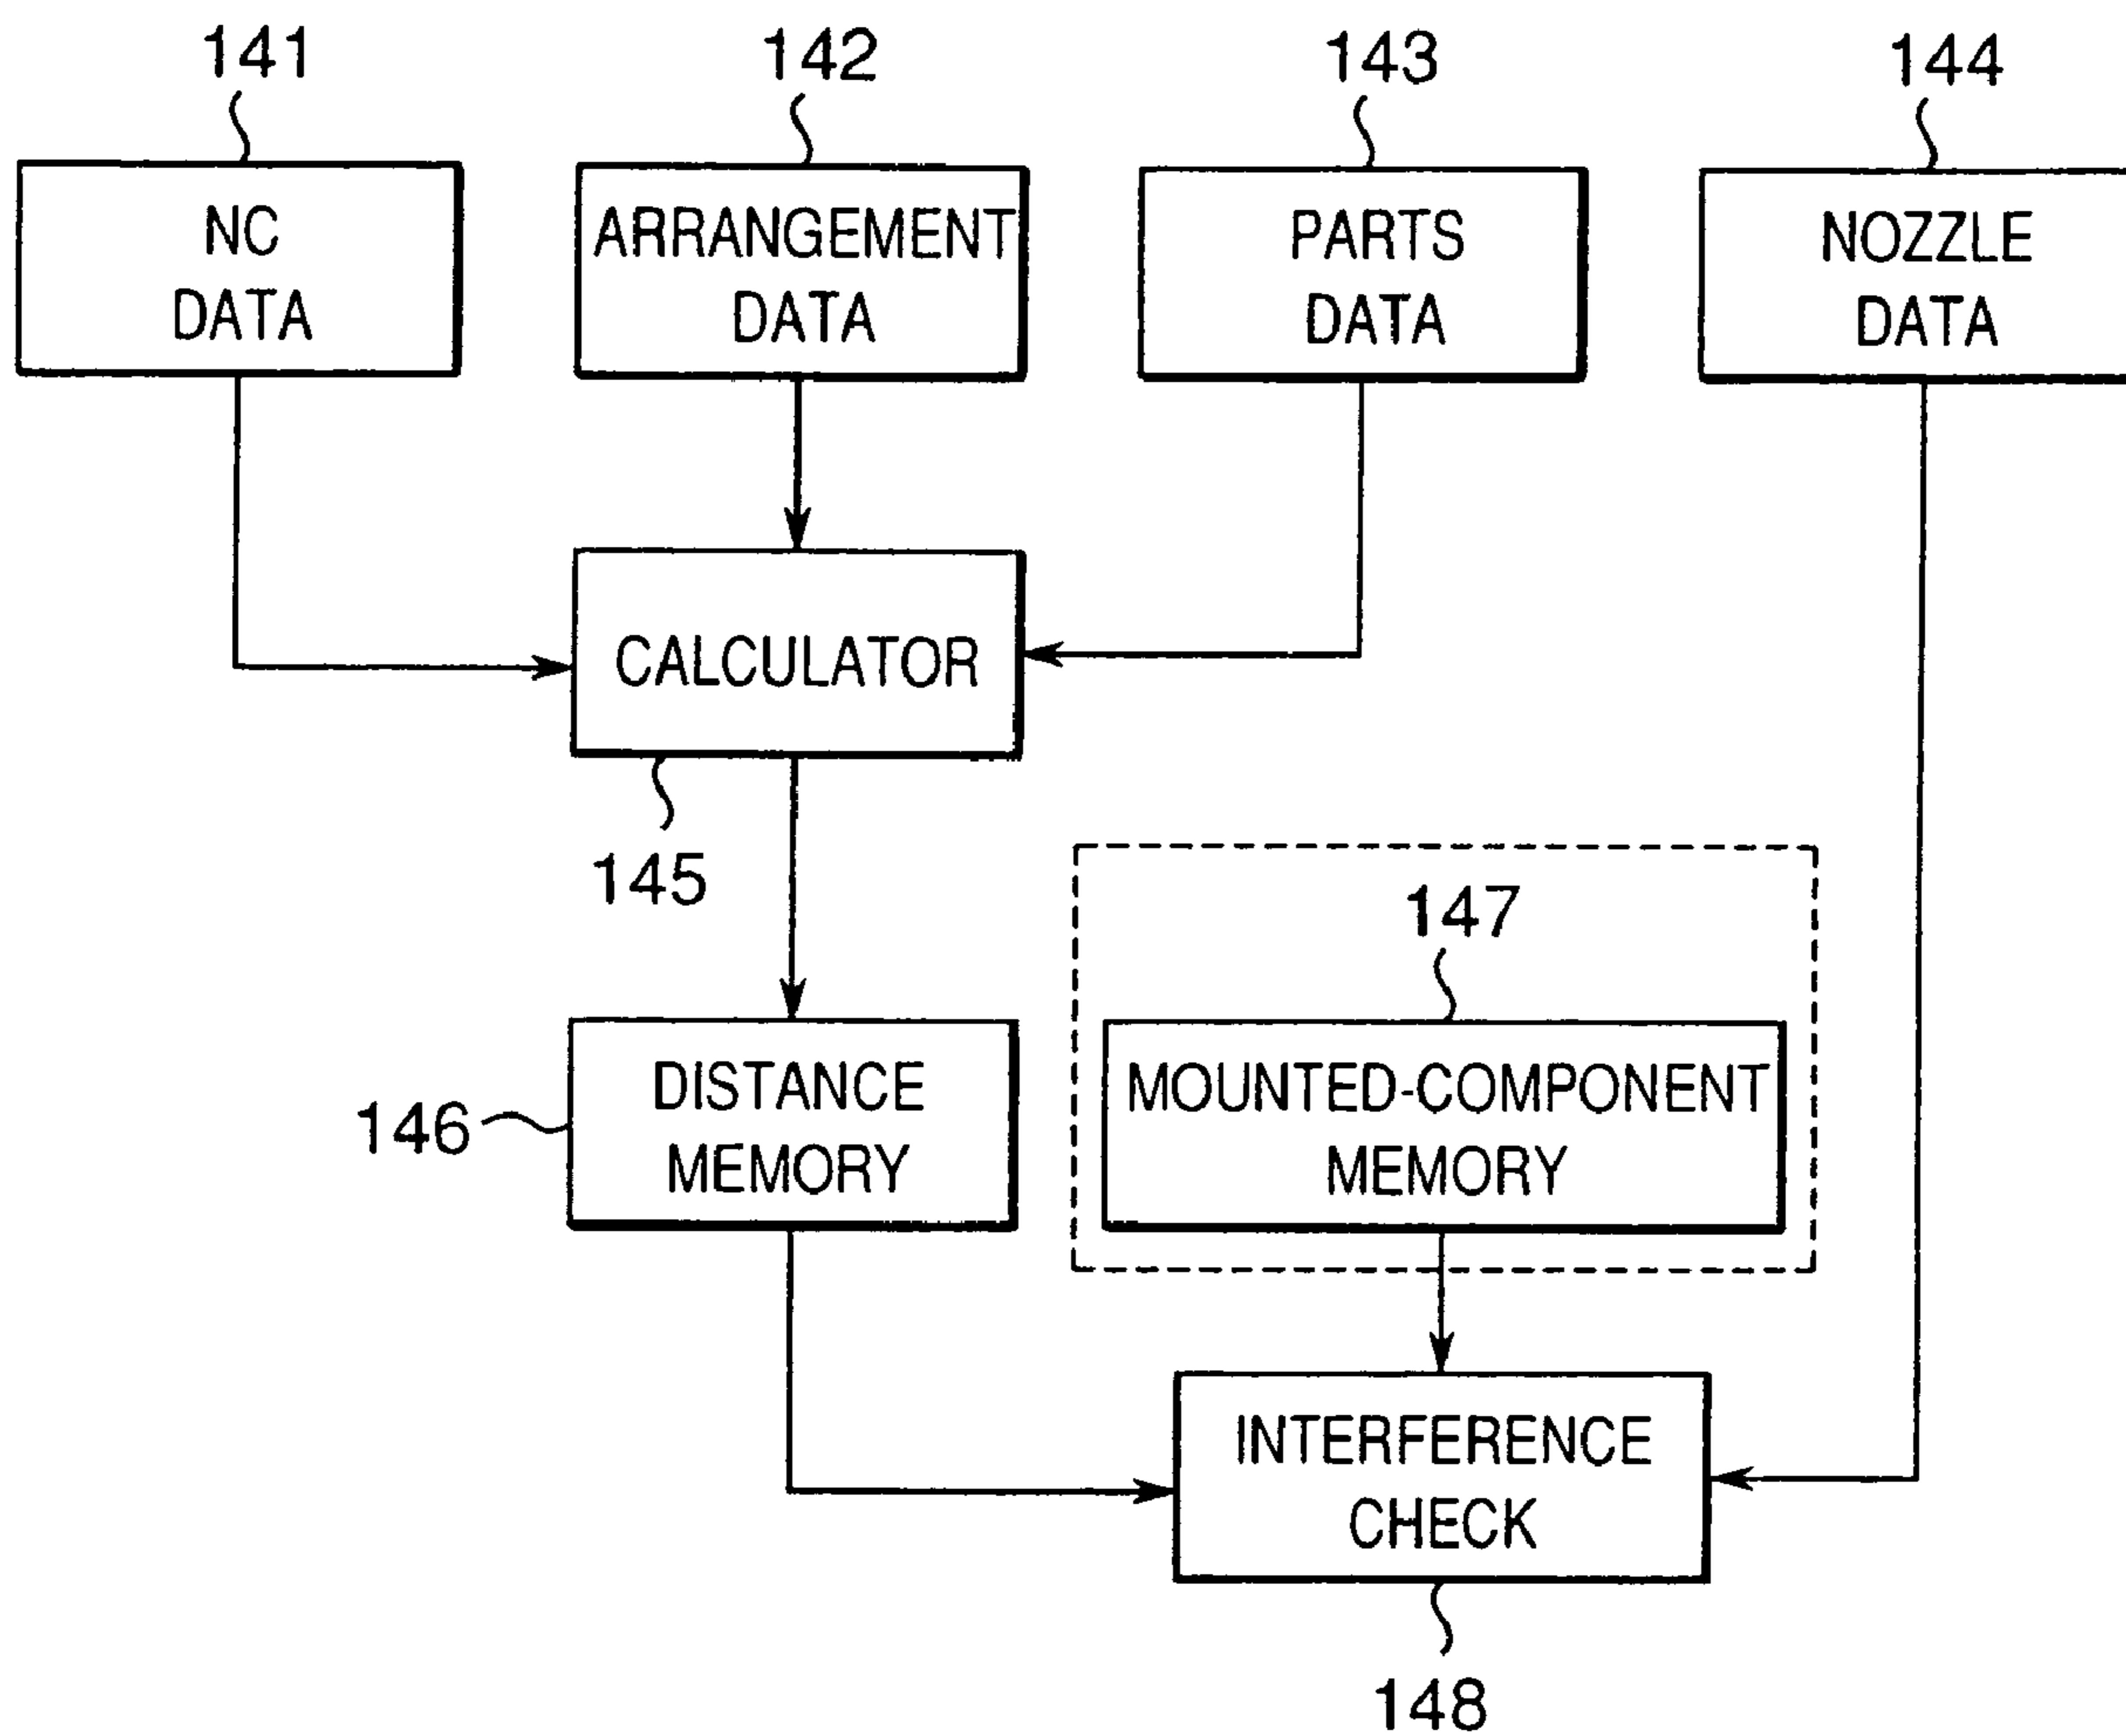 141
142
143
144
NC
DATA
ARRANGEMENT
DATA
PARTS
DATA
NOZZLE
DATA
CALCULATOR
145
147
146
DISTANCE
MEMORY
MOUNTED-COMPONENT
MEMORY
INTERFERENCE
CHECK
148